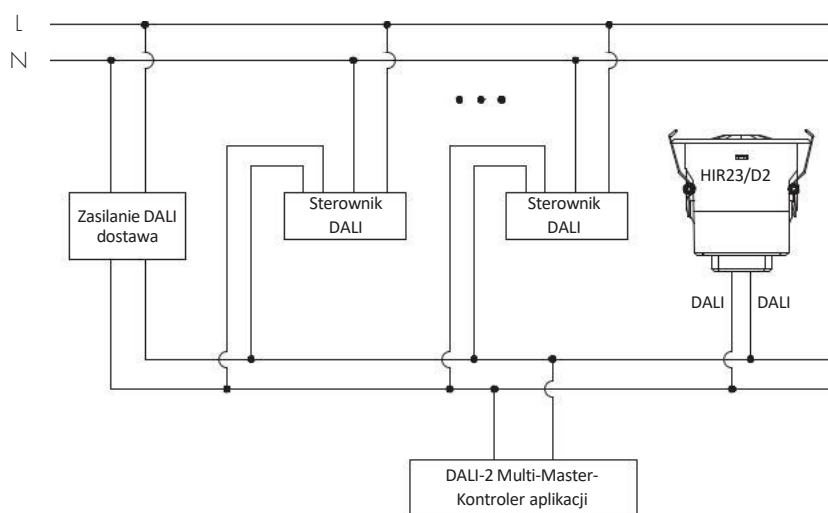 L
N
HIR23/D2
Zasilanie DALI
dostawa
Sterownik
DALI
Sterownik
DALI
DALI
DALI
DALI-2 Multi-Master-
Kontroler aplikacji